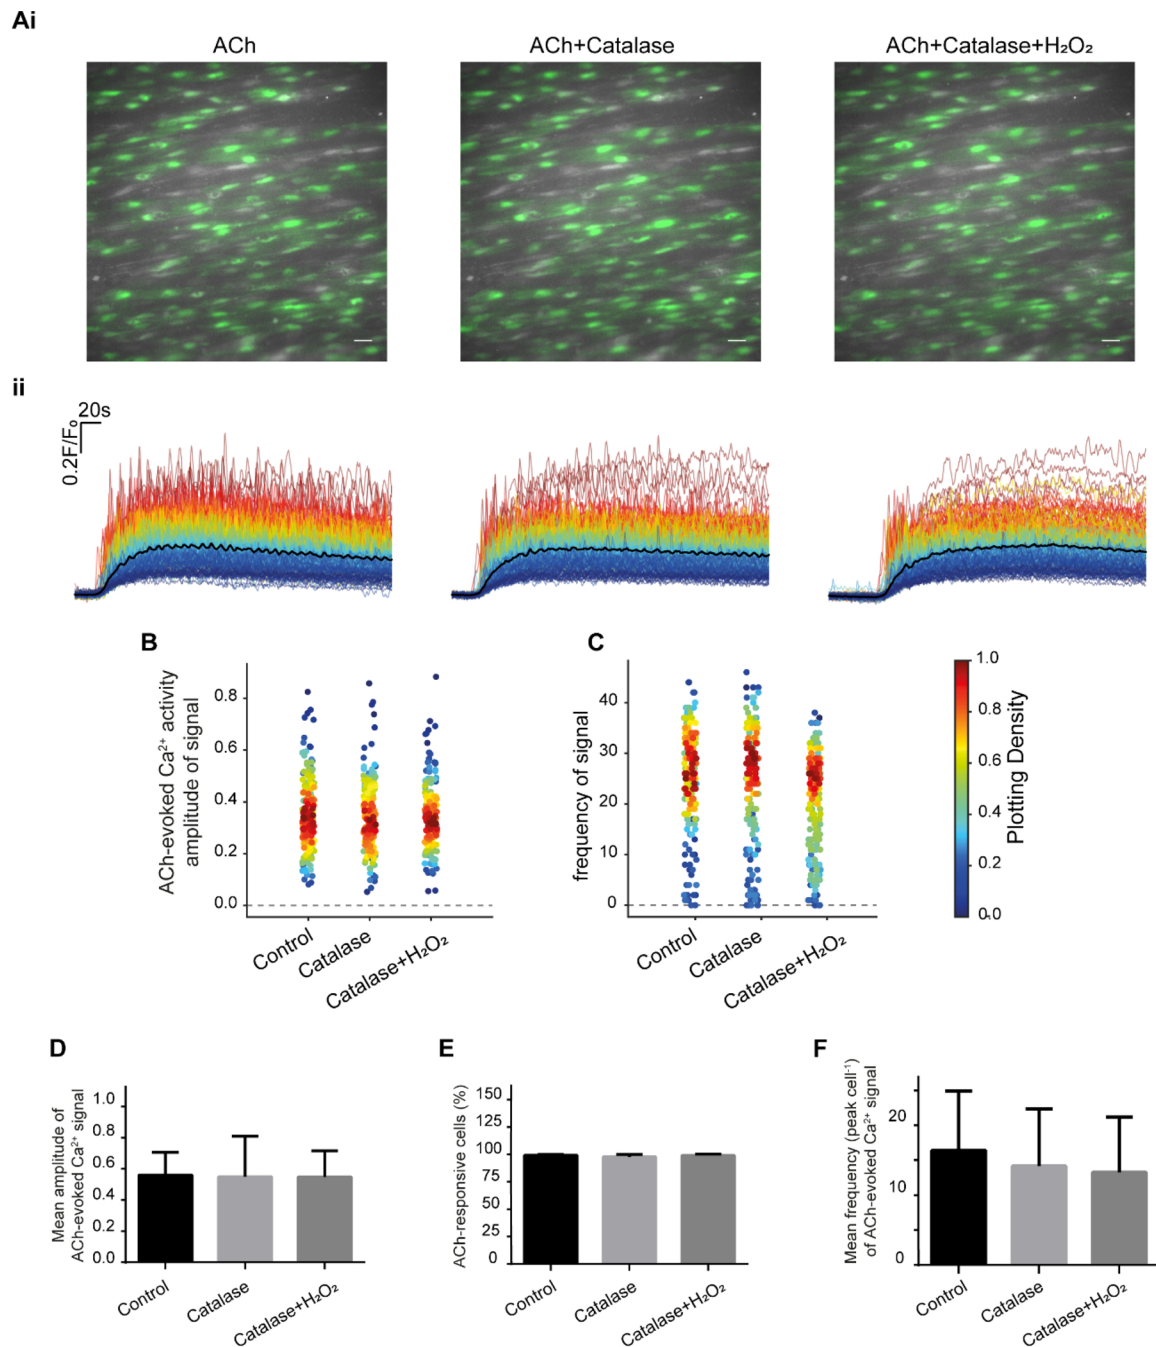 Ai
ACh
ACh+Catalase
ACh+Catalase+H₂O₂
ii
20s
0.2F/F₀
B
ACh-evoked Ca²⁺ activity
amplitude of signal
0.8
0.6
0.4
0.2
0.0
Control
Catalase
Catalase+H₂O₂
C
frequency of signal
40
30
20
10
0
Control
Catalase
Catalase+H₂O₂
1.0
0.8
0.6
0.4
0.2
0.0
Plotting Density
D
Mean amplitude of
ACh-evoked Ca²⁺ signal
1.0
0.8
0.6
0.4
0.2
0.0
Control
Catalase
Catalase+H₂O₂
E
ACh-responsive cells (%)
150
125
100
75
50
25
0
Control
Catalase
Catalase+H₂O₂
F
Mean frequency (peak cell⁻¹)
of ACh-evoked Ca²⁺ signal
20
10
0
Control
Catalase
Catalase+H₂O₂